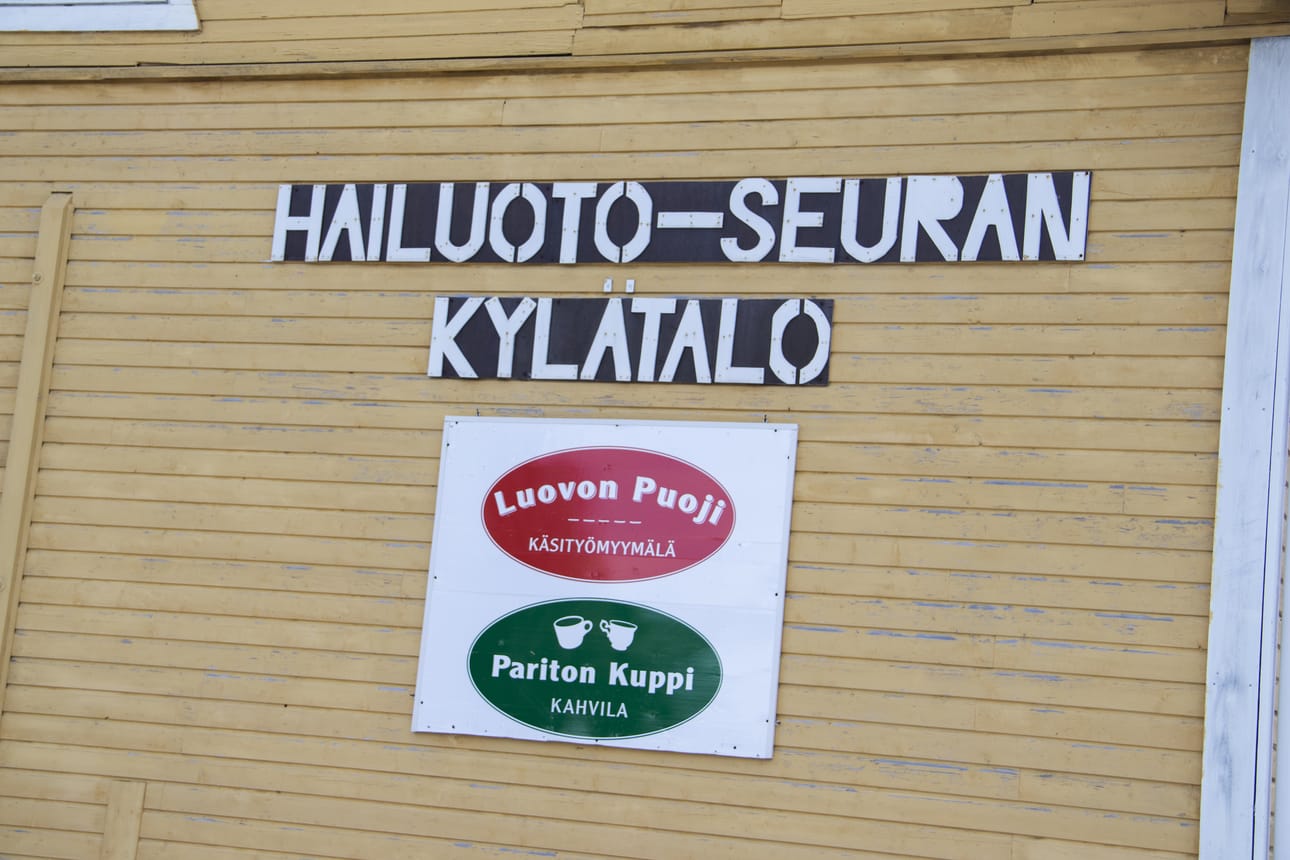 HAILUOTO-SEURAN
KYLÄTALO
Luovon Puoji
KÄSITYÖMYYMÄLÄ
Pariton Kuppi
KAHVILA